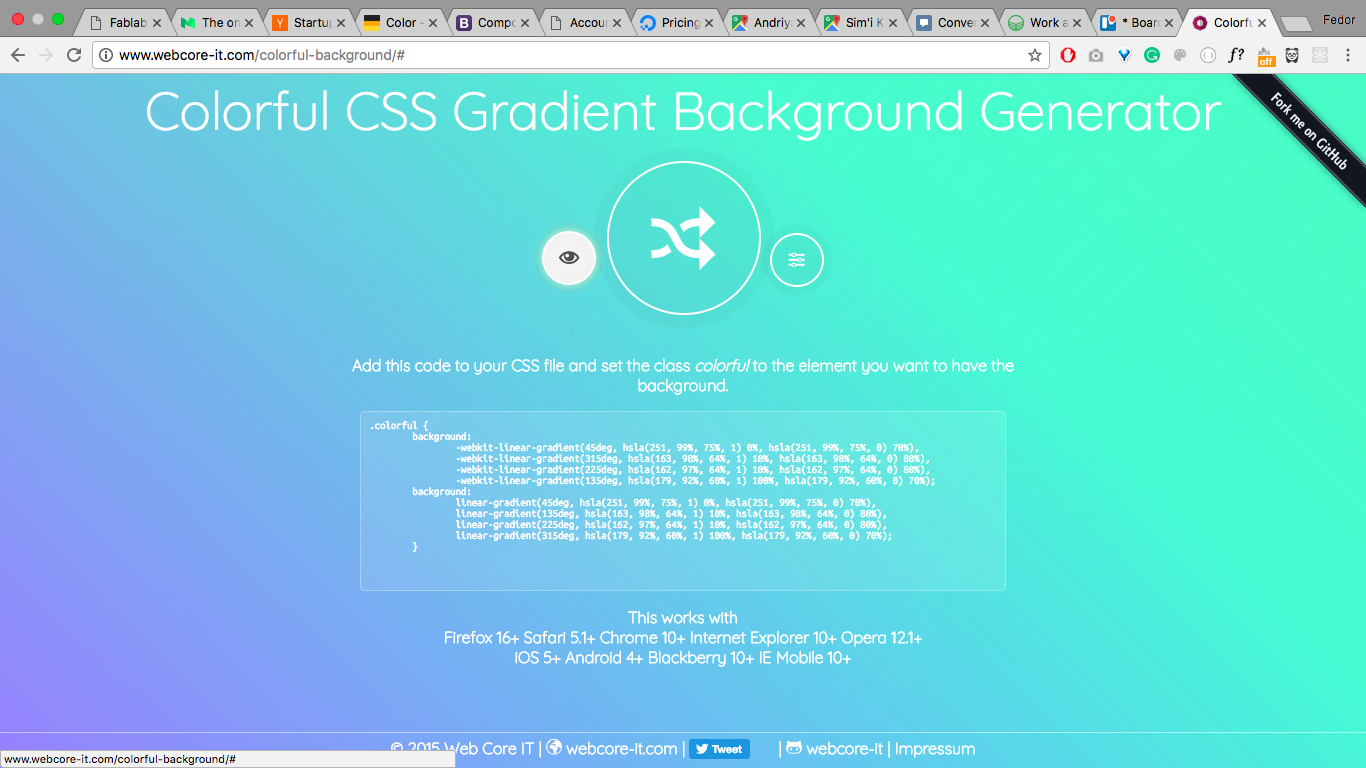 Fablab
The on
Startup
Color -
Compo
Accour
Pricing
Andriy
Sim'i K
Conver
Work a
* Board
Colorfu
Fedor
www.webcore-it.com/colorful-background/#
f?
off
Colorful CSS Gradient Background Generator
Fork me on GitHub
Add this code to your CSS file and set the class colorful to the element you want to have the
background.
.colorful {
background:
-webkit-linear-gradient(45deg, hsla(251, 99%, 75%, 1) 0%, hsla(251, 99%, 75%, 0) 70%),
-webkit-linear-gradient(315deg, hsla(163, 98%, 64%, 1) 10%, hsla(163, 98%, 64%, 0) 80%),
-webkit-linear-gradient(225deg, hsla(162, 97%, 64%, 1) 10%, hsla(162, 97%, 64%, 0) 80%),
-webkit-linear-gradient(135deg, hsla(179, 92%, 60%, 1) 100%, hsla(179, 92%, 60%, 0) 70%);
background:
linear-gradient(45deg, hsla(251, 99%, 75%, 1) 0%, hsla(251, 99%, 75%, 0) 70%),
linear-gradient(135deg, hsla(163, 98%, 64%, 1) 10%, hsla(163, 98%, 64%, 0) 80%),
linear-gradient(225deg, hsla(162, 97%, 64%, 1) 10%, hsla(162, 97%, 64%, 0) 80%),
linear-gradient(315deg, hsla(179, 92%, 60%, 1) 100%, hsla(179, 92%, 60%, 0) 70%);
}
This works with
Firefox 16+ Safari 5.1+ Chrome 10+ Internet Explorer 10+ Opera 12.1+
iOS 5+ Android 4+ Blackberry 10+ IE Mobile 10+
© 2015 Web Core IT | webcore-it.com | Tweet | webcore-it | Impressum
www.webcore-it.com/colorful-background/#